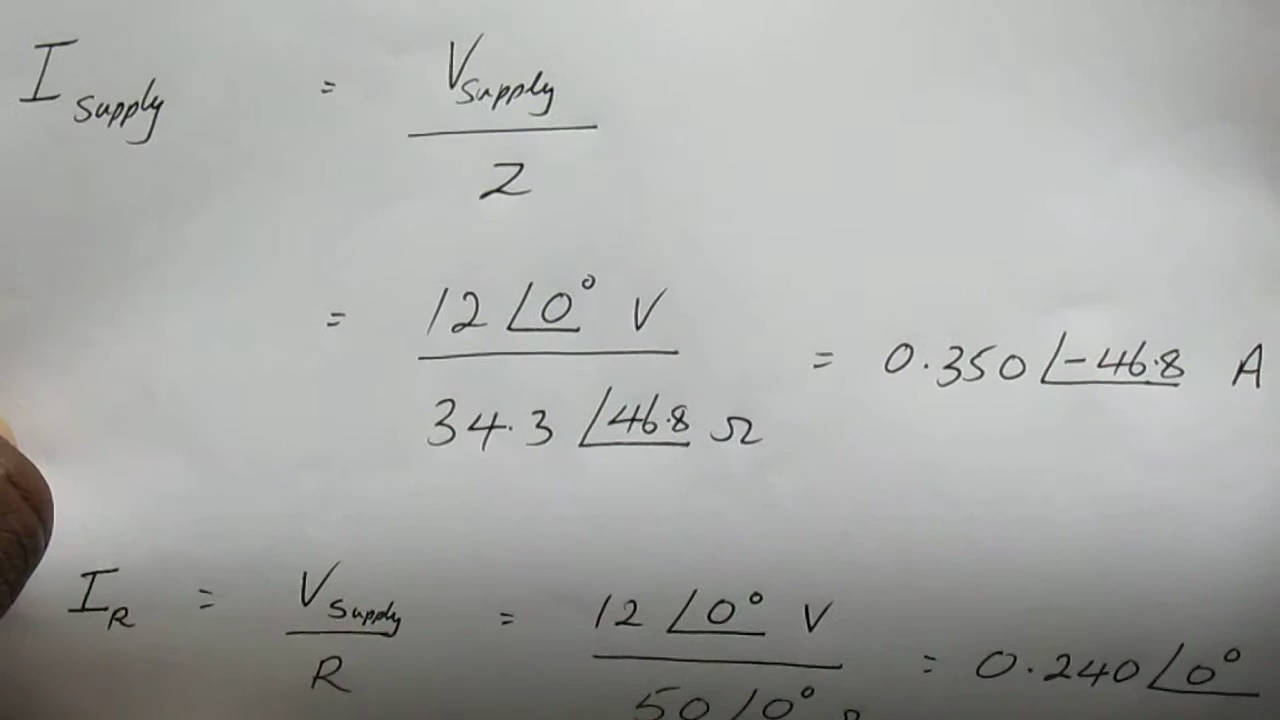 I supply = V supply
Z
= 12 ∠0° V
34.3 ∠46.8 Ω
= 0.350 ∠-46.8 A
I R = V supply
R
= 12 ∠0° V
50 ∠0° Ω
= 0.240 ∠0°